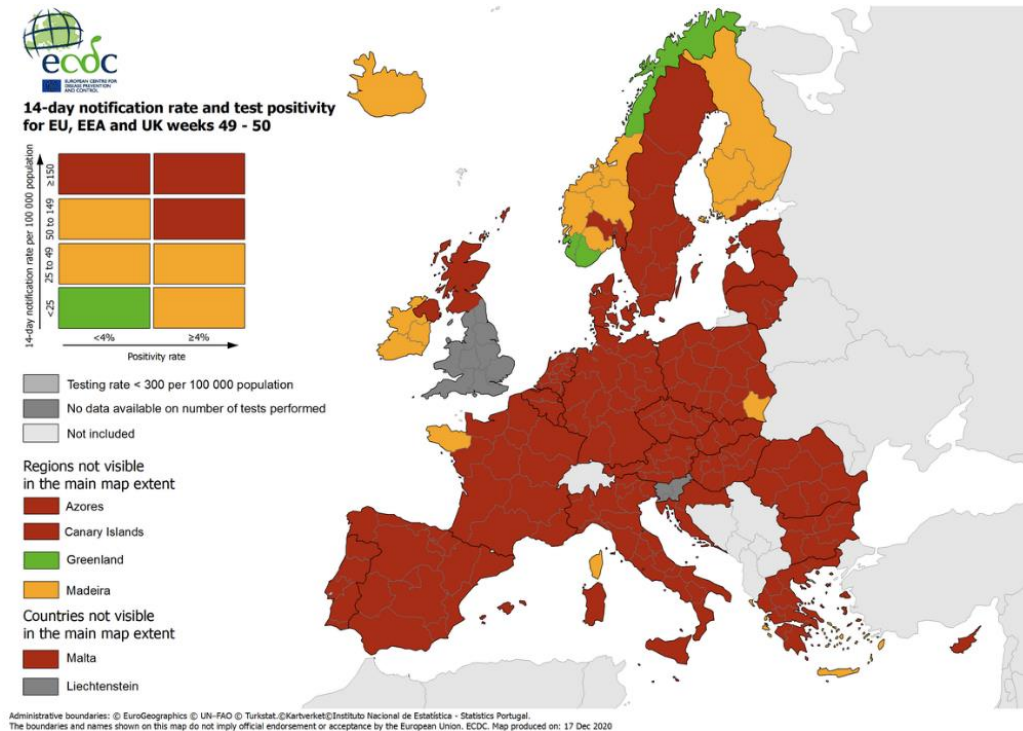 ecdc
EUROPEAN CENTRE FOR
DISEASE PREVENTION
AND CONTROL
14-day notification rate and test positivity
for EU, EEA and UK weeks 49 - 50
14-day notification rate per 100 000 population
≥150
50 to 149
25 to 49
<25
<4%
≥4%
Positivity rate
Testing rate < 300 per 100 000 population
No data available on number of tests performed
Not included
Regions not visible
in the main map extent
Azores
Canary Islands
Greenland
Madeira
Countries not visible
in the main map extent
Malta
Liechtenstein
Administrative boundaries: © EuroGeographics © UN-FAO © Turkstat.©Kartverket©Instituto Nacional de Estatística - Statistics Portugal.
The boundaries and names shown on this map do not imply official endorsement or acceptance by the European Union. ECDC. Map produced on: 17 Dec 2020